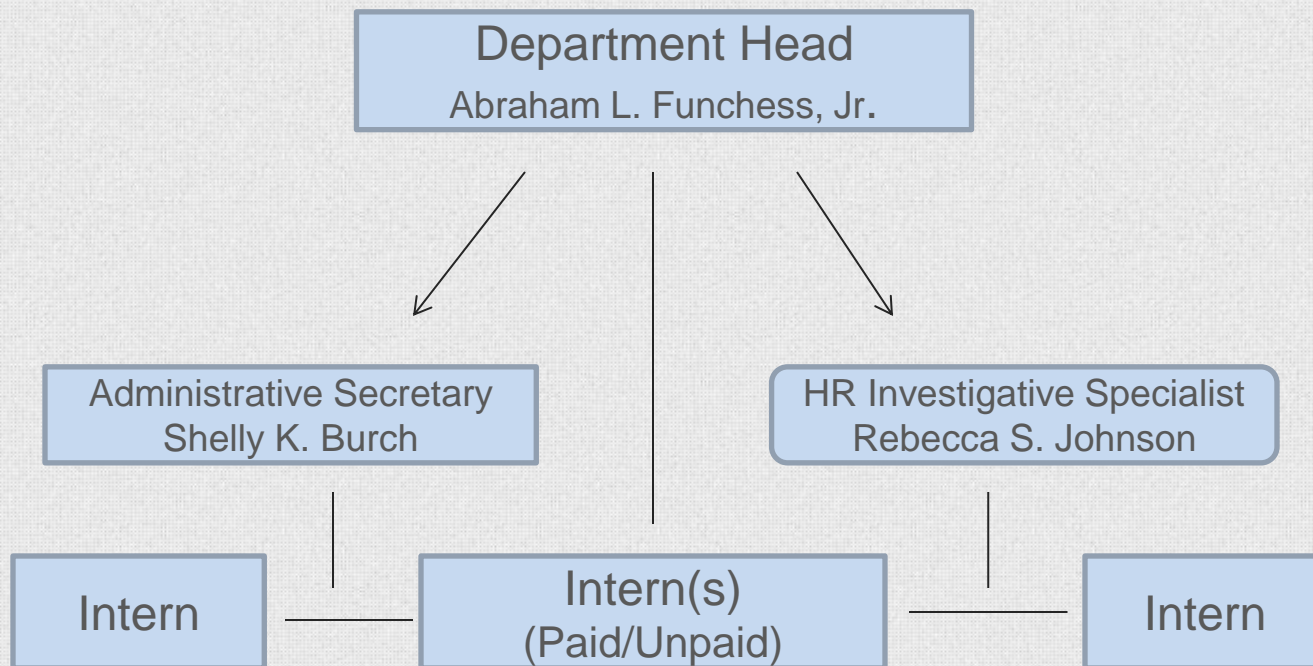 Department Head
Abraham L. Funchess, Jr.
Administrative Secretary
Shelly K. Burch
HR Investigative Specialist
Rebecca S. Johnson
Intern
Intern(s)
(Paid/Unpaid)
Intern